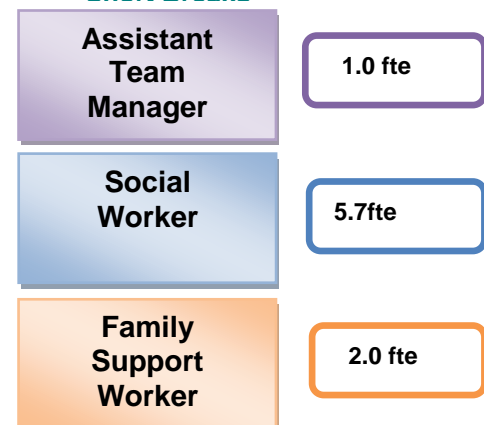 Assistant
Team
Manager
1.0 fte
Social
Worker
5.7fte
Family
Support
Worker
2.0 fte